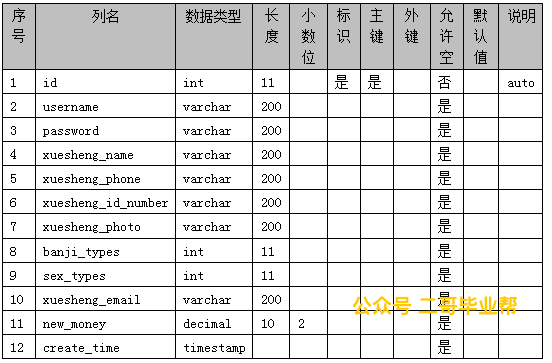 序号 列名 数据类型 长度 小数位 标识 主键 外键 允许空 默认值 说明
1 id int 11 是 是 否 auto
2 username varchar 200 是
3 password varchar 200 是
4 xuesheng_name varchar 200 是
5 xuesheng_phone varchar 200 是
6 xuesheng_id_number varchar 200 是
7 xuesheng_photo varchar 200 是
8 banji_types int 11 是
9 sex_types int 11 是
10 xuesheng_email varchar 200 是
公众号 二哥毕业帮
11 new_money decimal 10 2 是
12 create_time timestamp 是